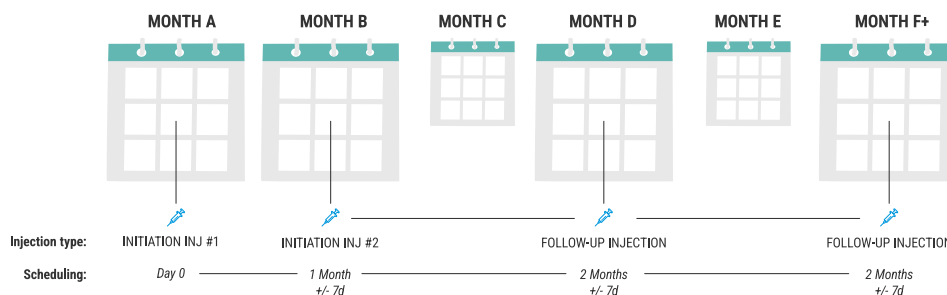 MONTH A MONTH B MONTH C MONTH D MONTH E MONTH F+
Injection type: INITIATION INJ #1 INITIATION INJ #2 FOLLOW-UP INJECTION FOLLOW-UP INJECTION
Scheduling: Day 0 1 Month 2 Months 2 Months
+/- 7d +/- 7d +/- 7d